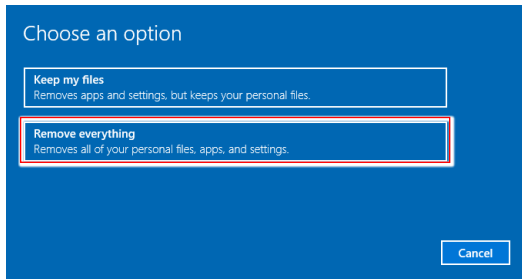 Choose an option
Keep my files
Removes apps and settings, but keeps your personal files.
Remove everything
Removes all of your personal files, apps, and settings.
Cancel